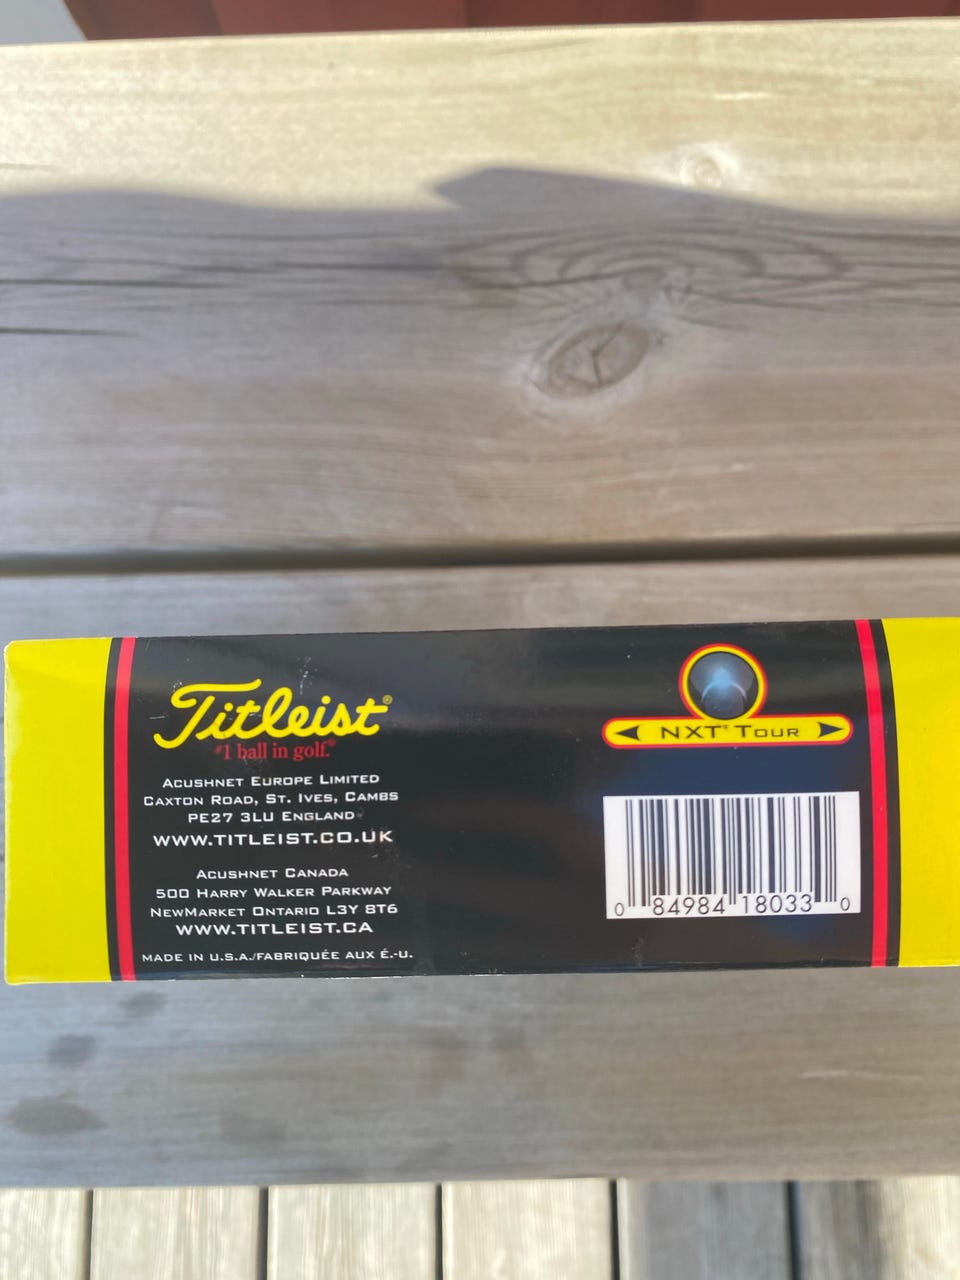 Titleist®
#1 ball in golf.®
ACUSHNET EUROPE LIMITED
CAXTON ROAD, ST. IVES, CAMBS
PE27 3LU ENGLAND
WWW.TITLEIST.CO.UK
ACUSHNET CANADA
500 HARRY WALKER PARKWAY
NEWMARKET ONTARIO L3Y 8T6
WWW.TITLEIST.CA
MADE IN U.S.A./FABRIQUÉE AUX É.-U.
NXT® TOUR
0 84984 18033 0